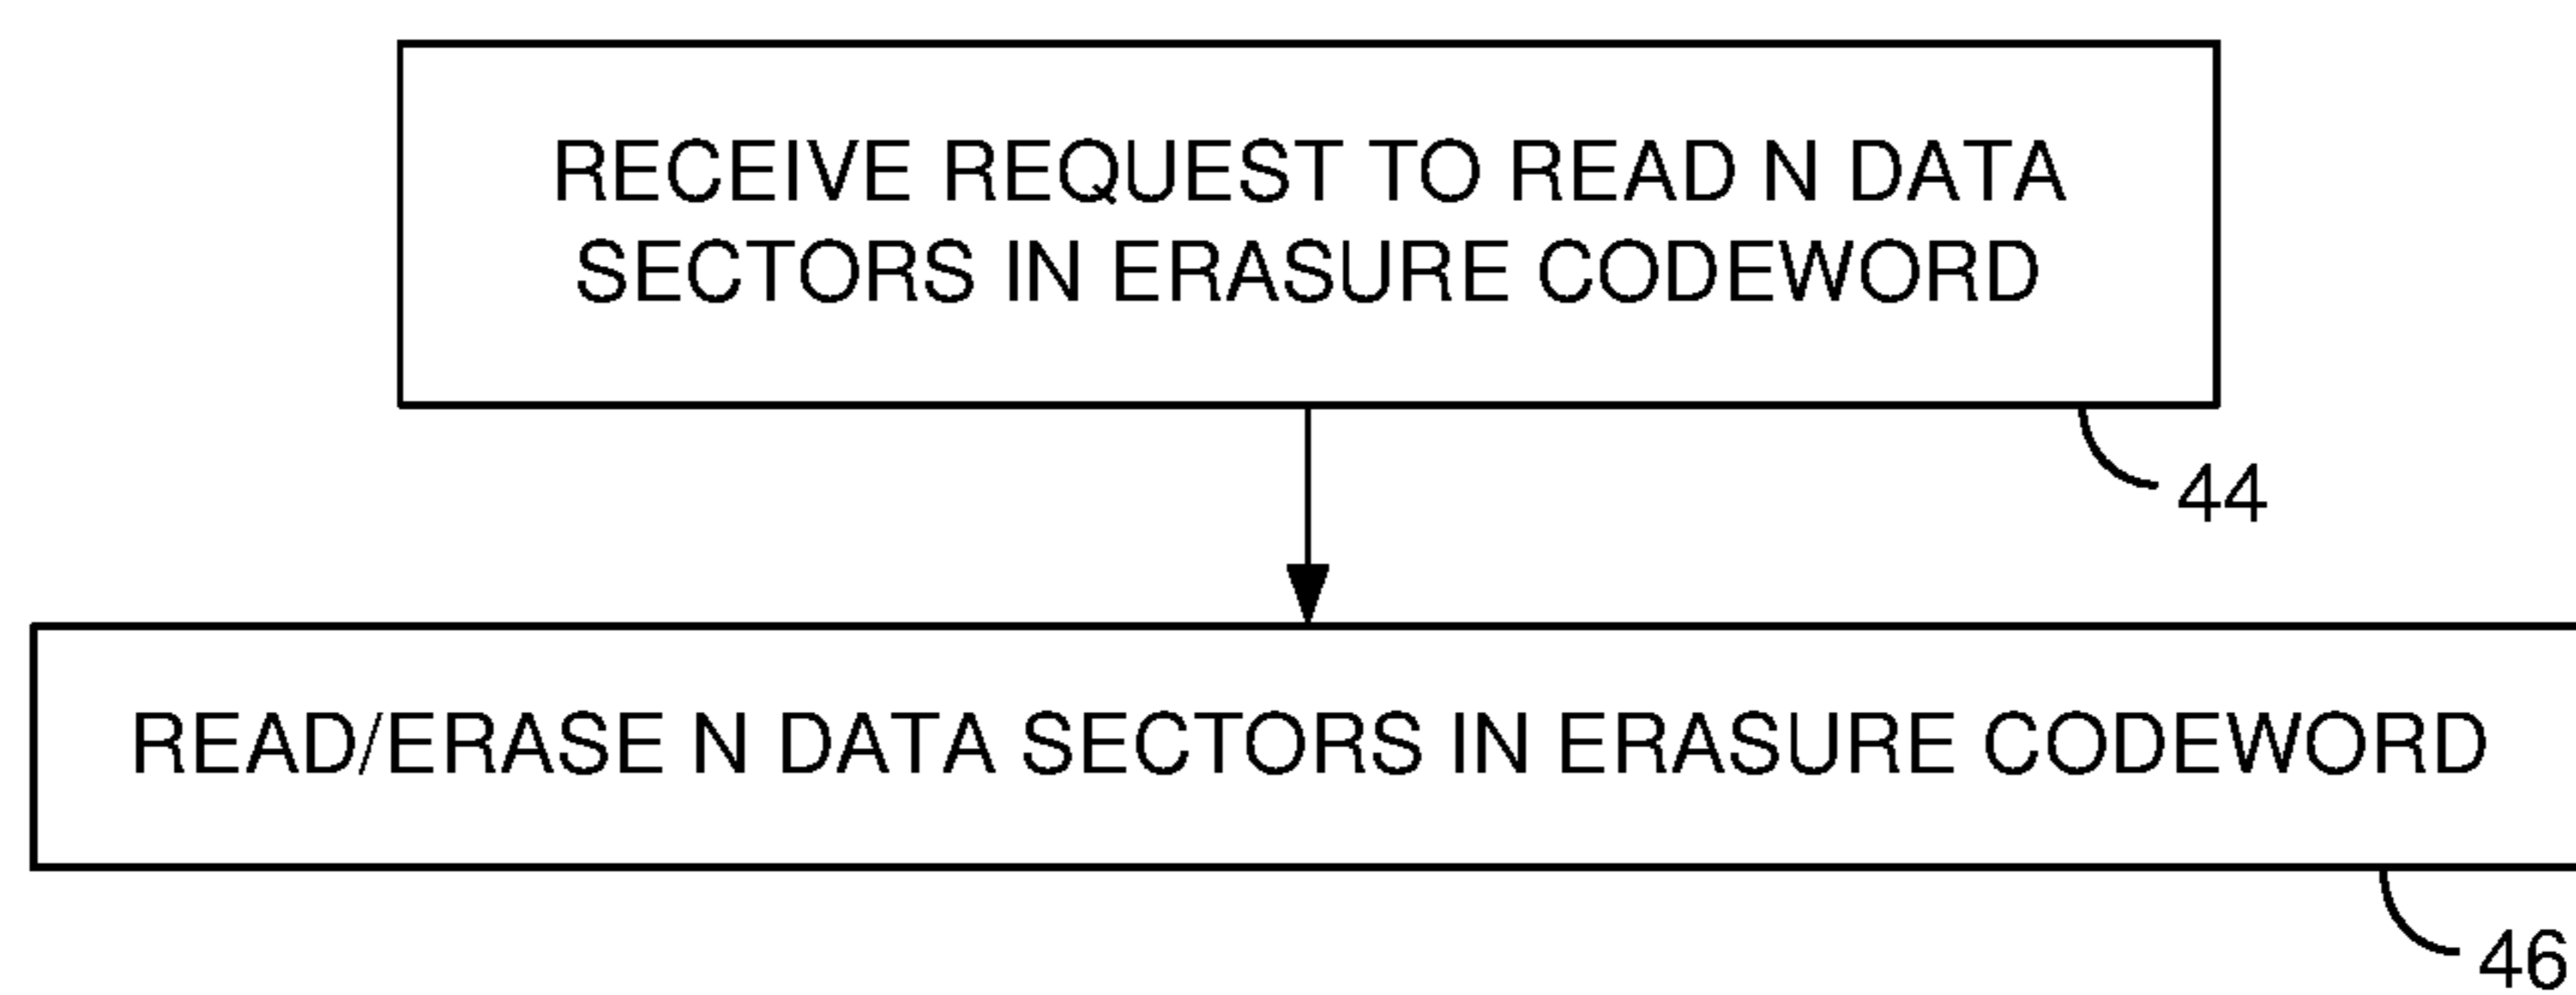 RECEIVE REQUEST TO READ N DATA
SECTORS IN ERASURE CODEWORD
44
READ/ERASE N DATA SECTORS IN ERASURE CODEWORD
46